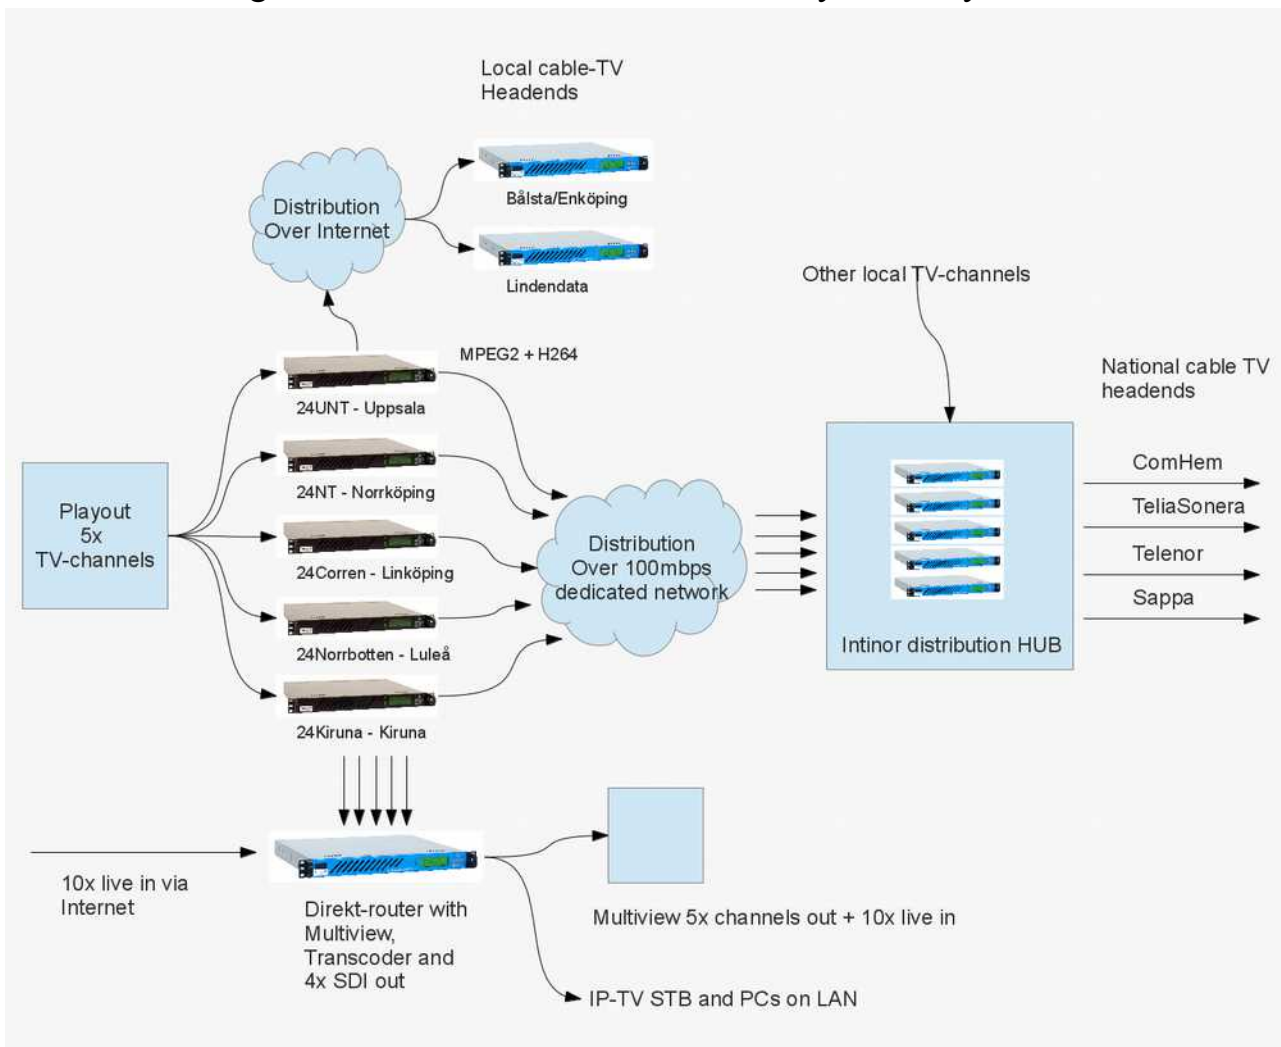 Local cable-TV
Headends
Distribution
Over Internet
Bålsta/Enköping
Lindendata
Other local TV-channels
MPEG2 + H264
National cable TV
headends
24UNT - Uppsala
Playout
5x
TV-channels
24NT - Norrköping
24Corren - Linköping
24Norrbotten - Luleå
24Kiruna - Kiruna
Distribution
Over 100mbps
dedicated network
Intinor distribution HUB
ComHem
TeliaSonera
Telenor
Sappa
10x live in via
Internet
Direkt-router with
Multiview,
Transcoder and
4x SDI out
Multiview 5x channels out + 10x live in
IP-TV STB and PCs on LAN